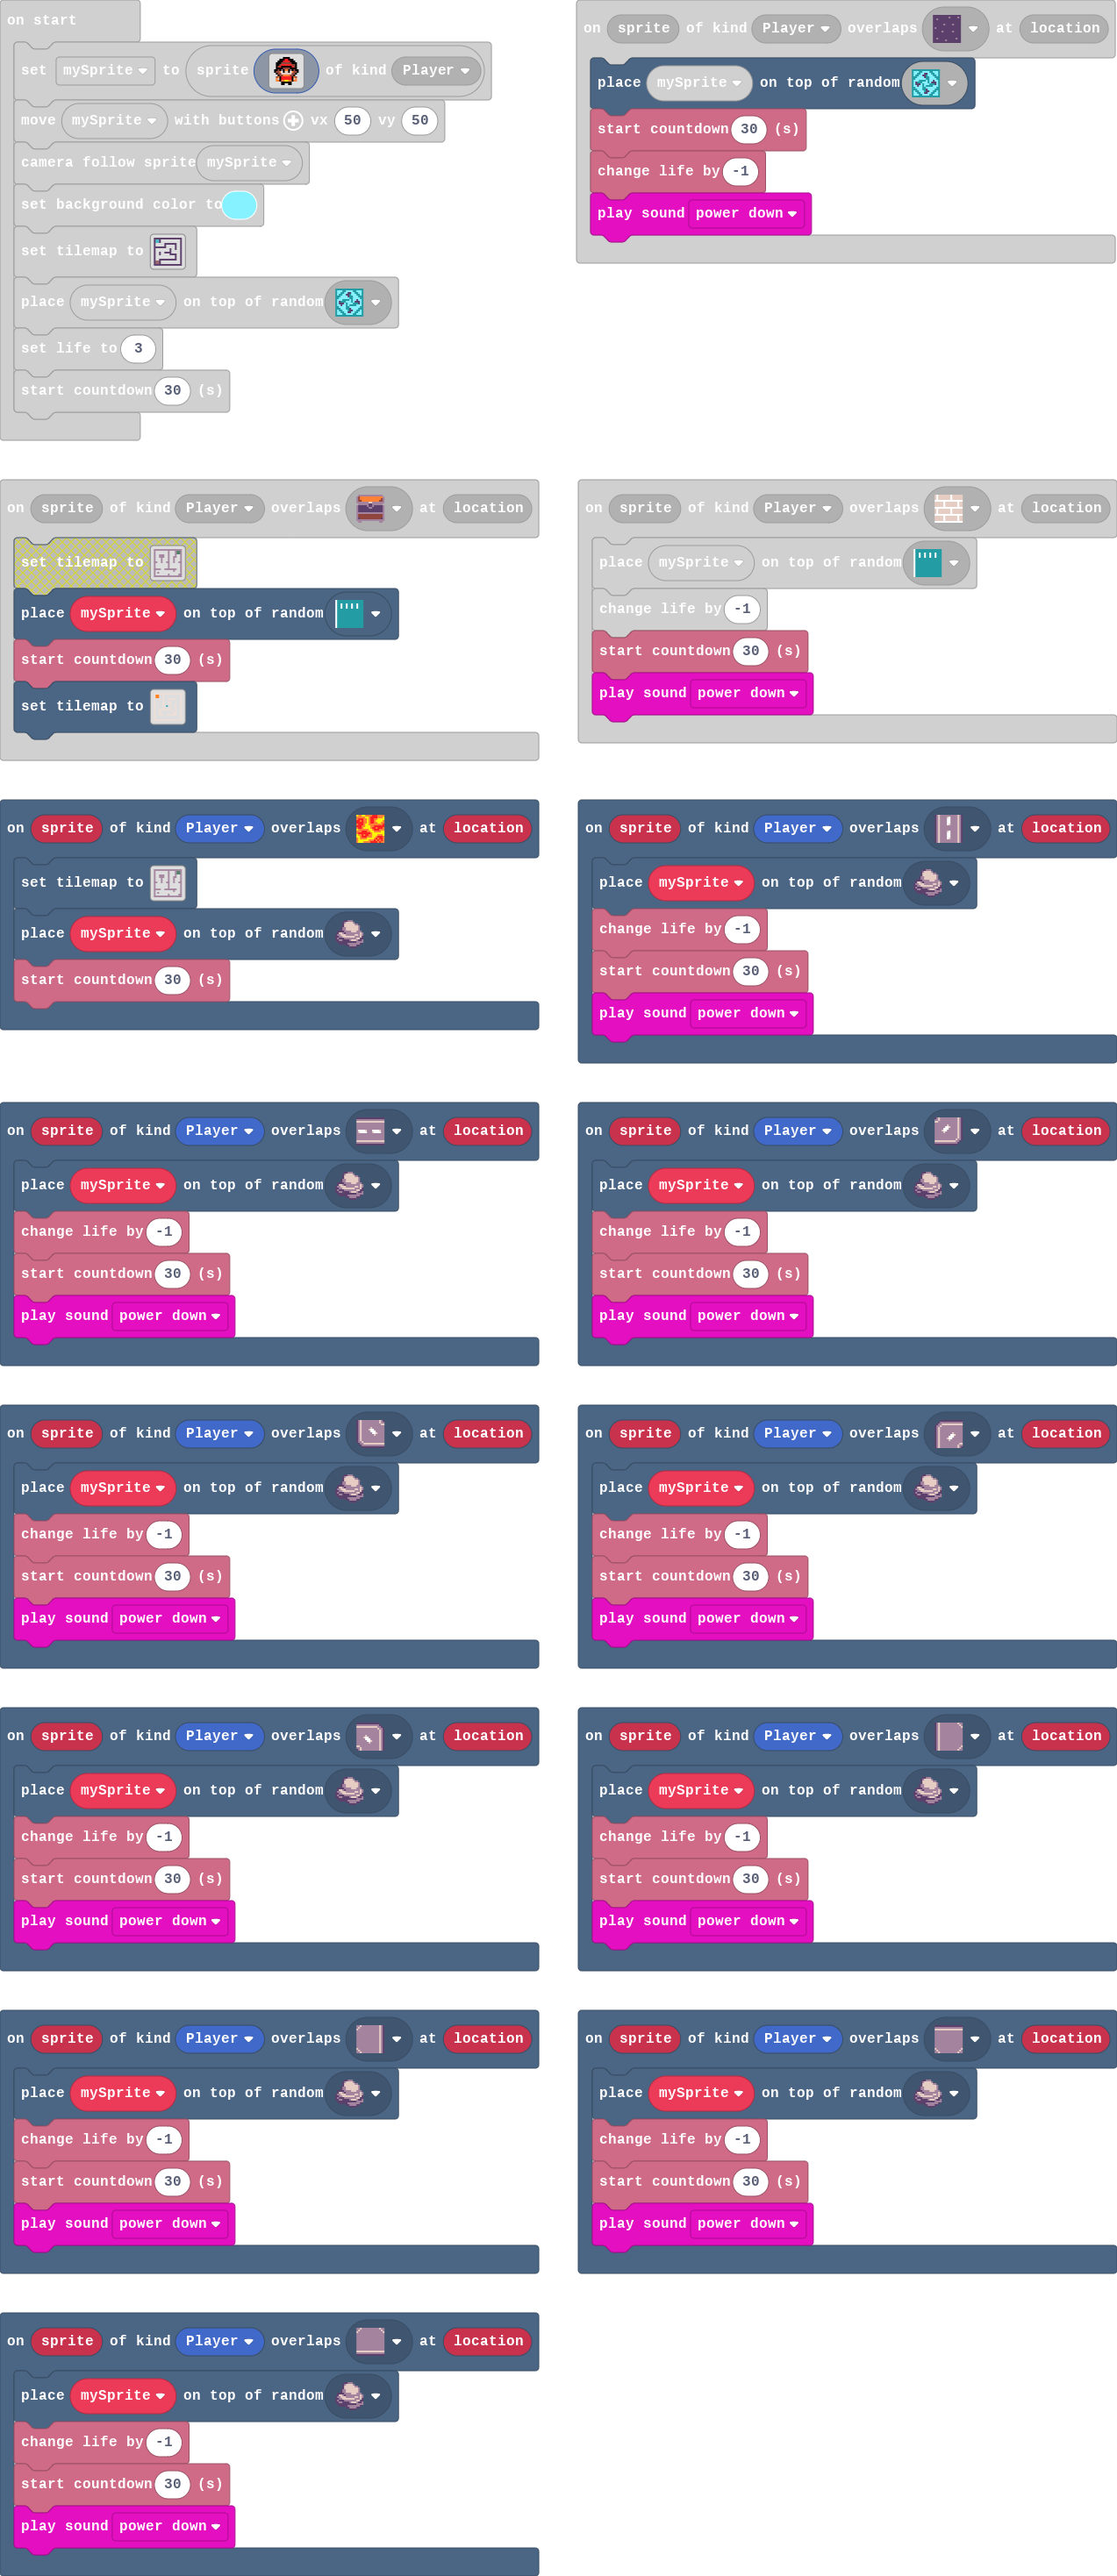 on start
set mySprite to sprite of kind Player
move mySprite with buttons vx 50 vy 50
camera follow sprite mySprite
set background color to
set tilemap to
place mySprite on top of random
set life to 3
start countdown 30 (s)
on sprite of kind Player overlaps at location
place mySprite on top of random
start countdown 30 (s)
change life by -1
play sound power down
on sprite of kind Player overlaps at location
set tilemap to
place mySprite on top of random
start countdown 30 (s)
set tilemap to
on sprite of kind Player overlaps at location
place mySprite on top of random
change life by -1
start countdown 30 (s)
play sound power down
on sprite of kind Player overlaps at location
set tilemap to
place mySprite on top of random
start countdown 30 (s)
on sprite of kind Player overlaps at location
place mySprite on top of random
change life by -1
start countdown 30 (s)
play sound power down
on sprite of kind Player overlaps at location
place mySprite on top of random
change life by -1
start countdown 30 (s)
play sound power down
on sprite of kind Player overlaps at location
place mySprite on top of random
change life by -1
start countdown 30 (s)
play sound power down
on sprite of kind Player overlaps at location
place mySprite on top of random
change life by -1
start countdown 30 (s)
play sound power down
on sprite of kind Player overlaps at location
place mySprite on top of random
change life by -1
start countdown 30 (s)
play sound power down
on sprite of kind Player overlaps at location
place mySprite on top of random
change life by -1
start countdown 30 (s)
play sound power down
on sprite of kind Player overlaps at location
place mySprite on top of random
change life by -1
start countdown 30 (s)
play sound power down
on sprite of kind Player overlaps at location
place mySprite on top of random
change life by -1
start countdown 30 (s)
play sound power down
on sprite of kind Player overlaps at location
place mySprite on top of random
change life by -1
start countdown 30 (s)
play sound power down
on sprite of kind Player overlaps at location
place mySprite on top of random
change life by -1
start countdown 30 (s)
play sound power down